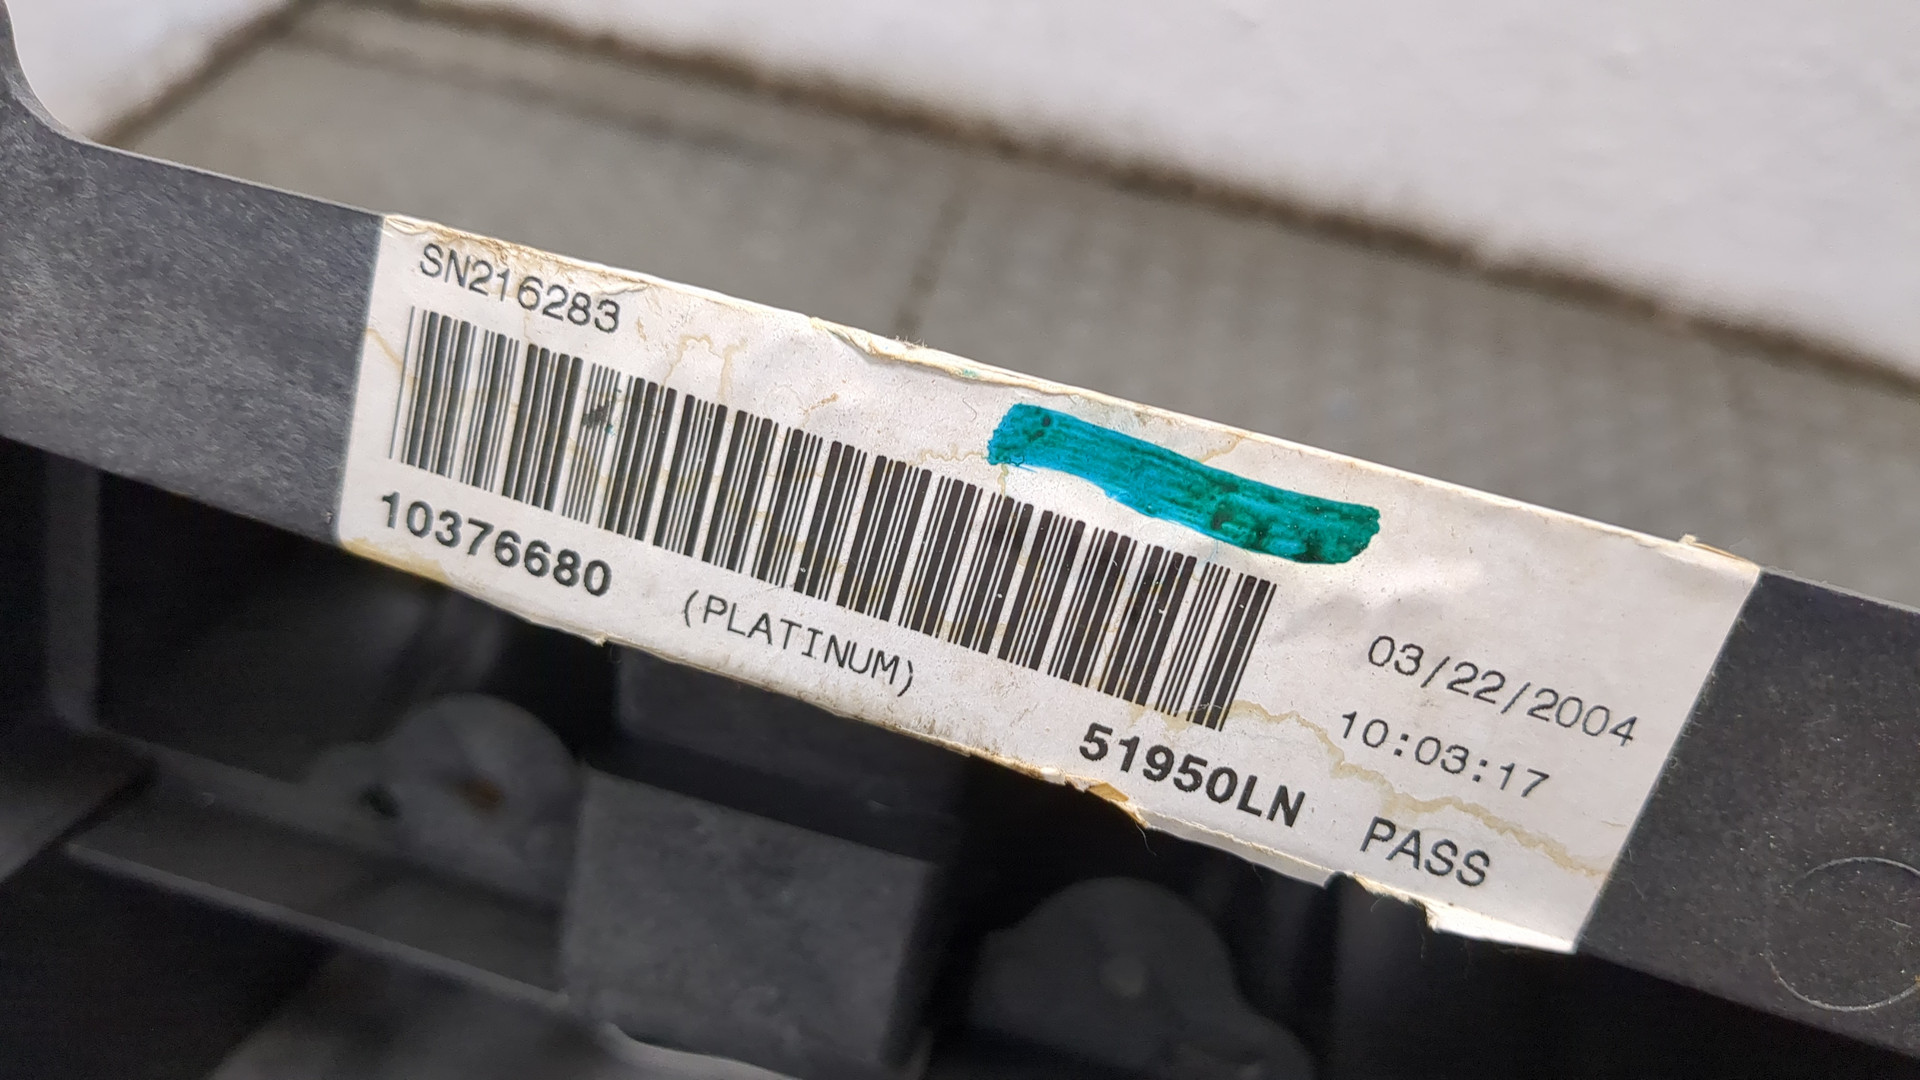 SN216283
10376680
(PLATINUM)
51950LN
03/22/2004
10:03:17
PASS